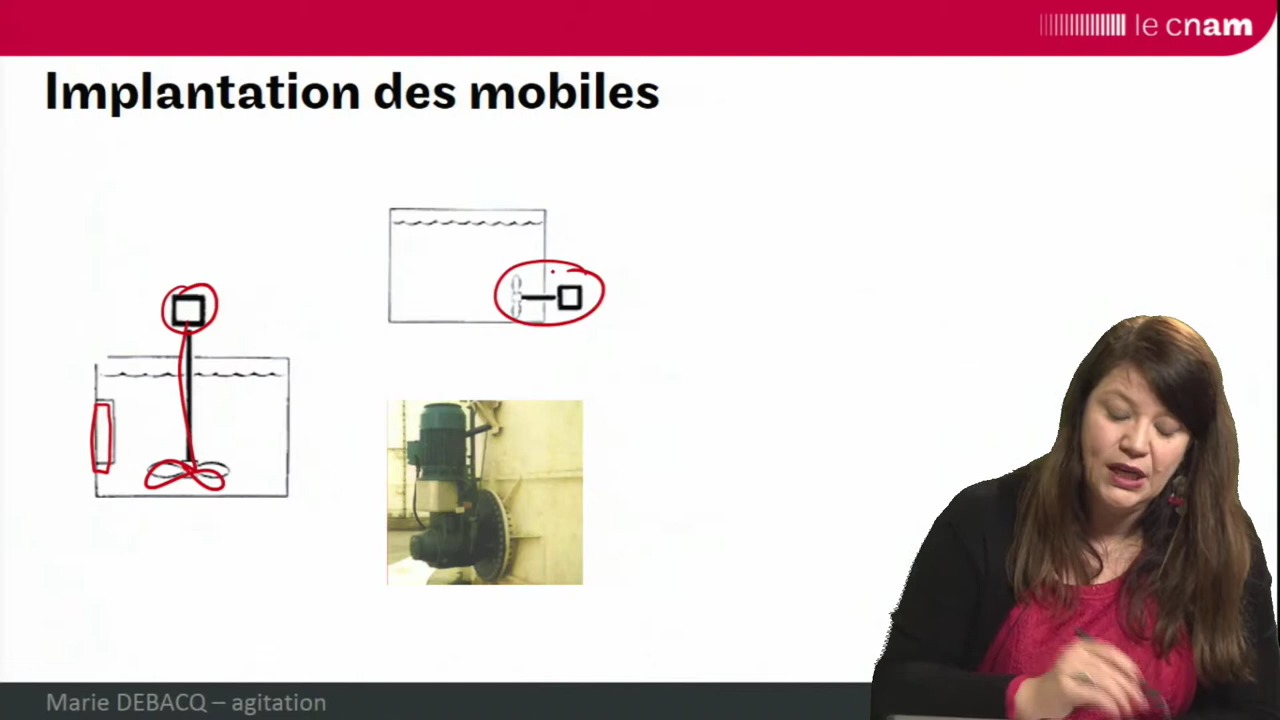 le cnam
Implantation des mobiles
Marie DEBACQ – agitation